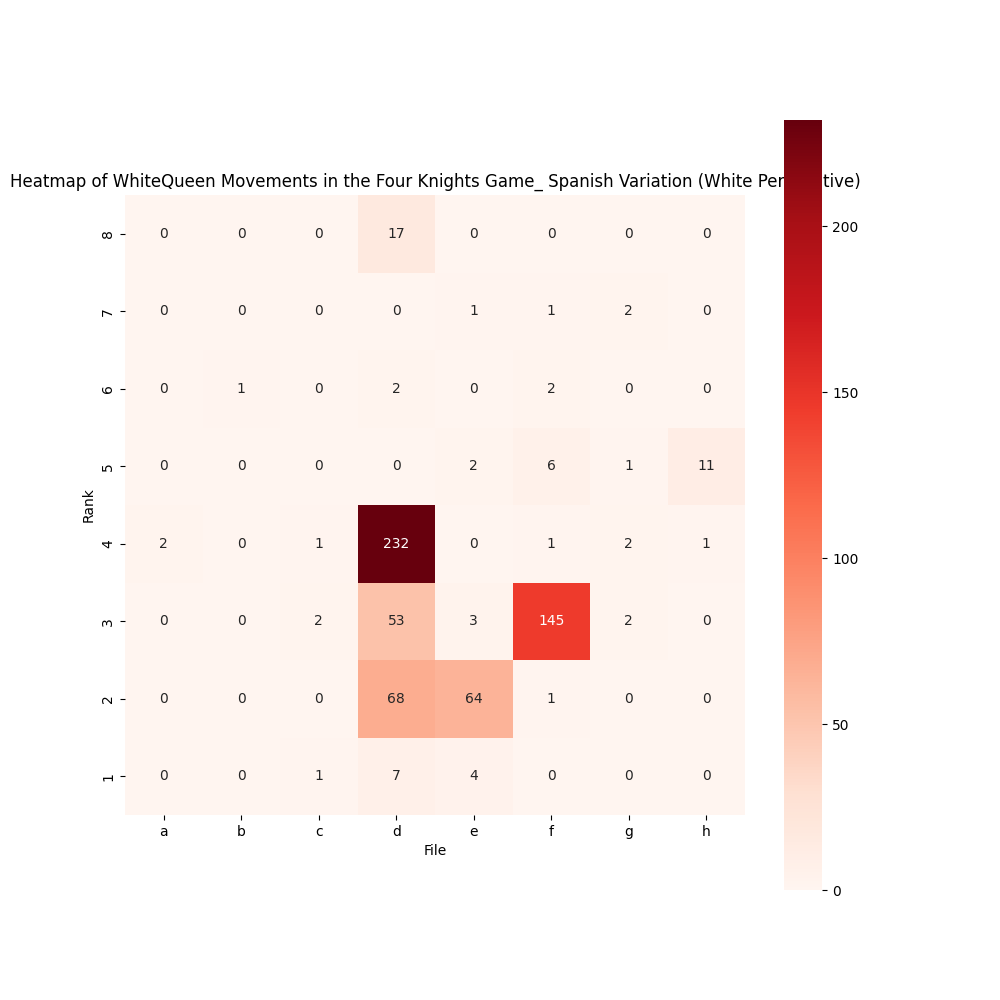 Heatmap of WhiteQueen Movements in the Four Knights Game_ Spanish Variation (White Per tive)
8 0 0 0 17 0 0 0 0
7 0 0 0 0 1 1 2 0
6 0 1 0 2 0 2 0 0
5 0 0 0 0 2 6 1 11
4 2 0 1 232 0 1 2 1
3 0 0 2 53 3 145 2 0
2 0 0 0 68 64 1 0 0
1 0 0 1 7 4 0 0 0
a b c d e f g h
File
Rank
200
150
100
50
0